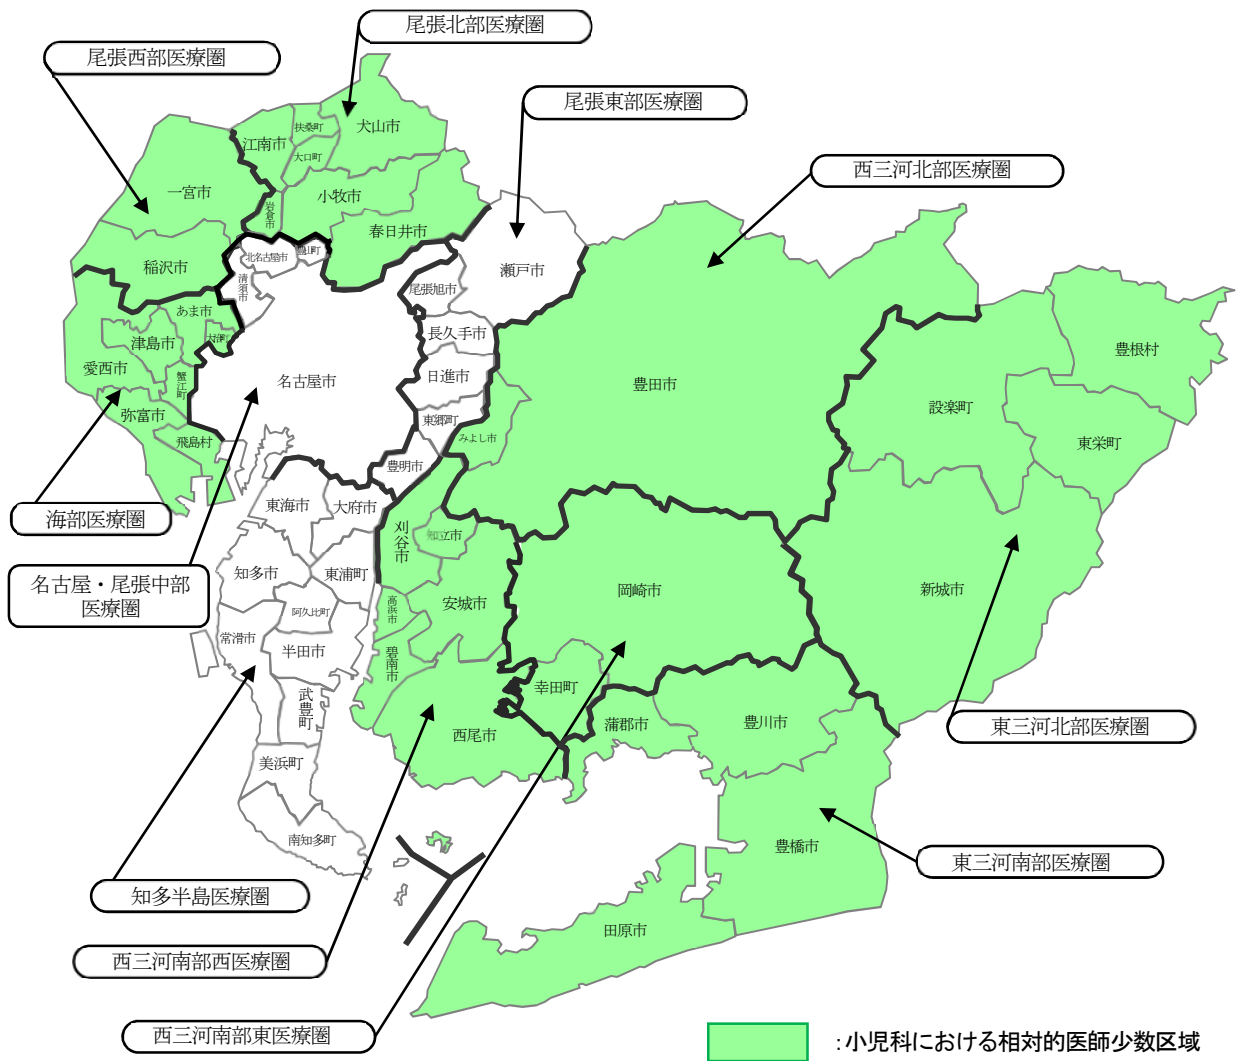 尾張北部医療圏
尾張西部医療圏
尾張東部医療圏
西三河北部医療圏
扶桑町
犬山市
江南市
大口町
一宮市
小牧市
岩倉市
春日井市
稲沢市
北名古屋市
豊山町
瀬戸市
清須市
尾張旭市
あま市
大治町
長久手市
津島市
愛西市
蟹江町
名古屋市
日進市
豊田市
豊根村
設楽町
弥富市
東郷町
みよし市
東栄町
飛島村
豊明市
海部医療圏
東海市
大府市
刈谷市
知立市
名古屋・尾張中部
医療圏
知多市
東浦町
阿久比町
高浜市
安城市
岡崎市
新城市
常滑市
半田市
碧南市
武豊町
幸田町
西尾市
蒲郡市
豊川市
東三河北部医療圏
美浜町
南知多町
豊橋市
東三河南部医療圏
知多半島医療圏
田原市
西三河南部西医療圏
西三河南部東医療圏
:小児科における相対的医師少数区域